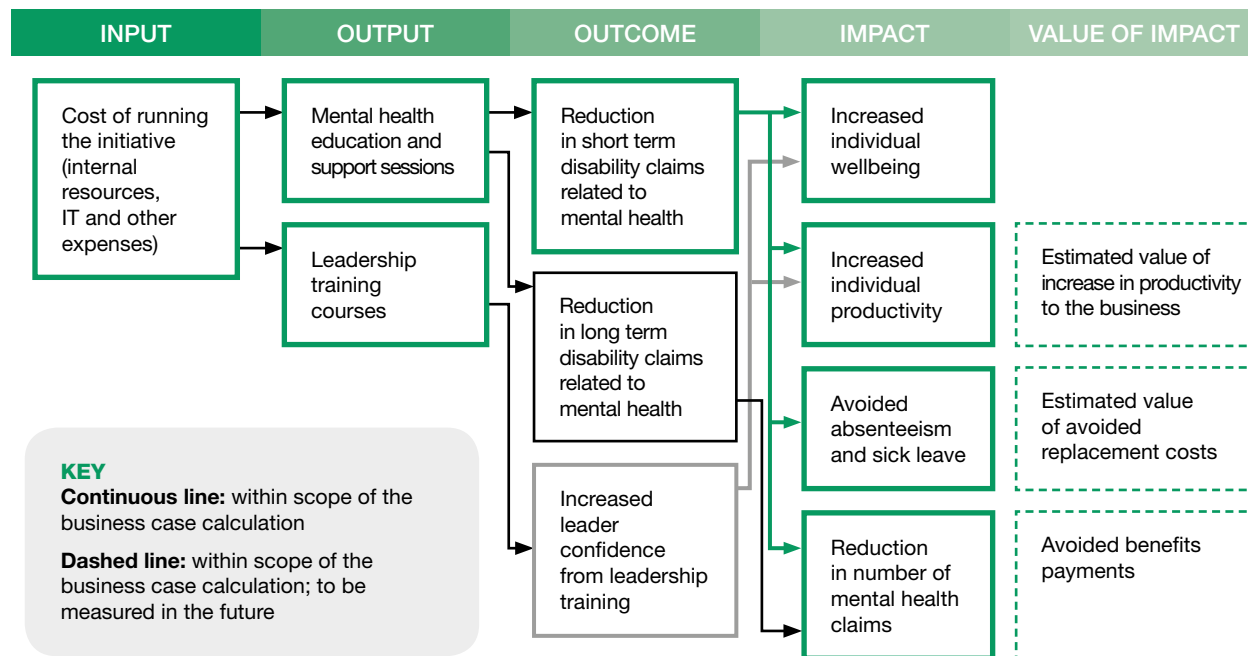 INPUT
OUTPUT
OUTCOME
IMPACT
VALUE OF IMPACT
Cost of running
the initiative
(internal
resources,
IT and other
expenses)
Mental health
education and
support sessions
Leadership
training
courses
Reduction
in short term
disability claims
related to
mental health
Reduction
in long term
disability claims
related to
mental health
Increased
leader
confidence
from leadership
training
Increased
individual
wellbeing
Increased
individual
productivity
Avoided
absenteeism
and sick leave
Reduction
in number of
mental health
claims
Estimated value of
increase in productivity
to the business
Estimated value
of avoided
replacement costs
Avoided benefits
payments
KEY
Continuous line: within scope of the
business case calculation
Dashed line: within scope of the
business case calculation; to be
measured in the future